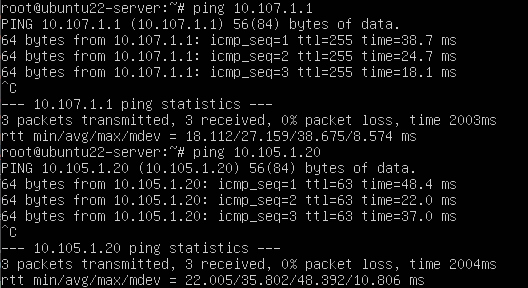 root@ubuntu22-server:~# ping 10.107.1.1
PING 10.107.1.1 (10.107.1.1) 56(84) bytes of data.
64 bytes from 10.107.1.1: icmp_seq=1 ttl=255 time=38.7 ms
64 bytes from 10.107.1.1: icmp_seq=2 ttl=255 time=24.7 ms
64 bytes from 10.107.1.1: icmp_seq=3 ttl=255 time=18.1 ms
^C
--- 10.107.1.1 ping statistics ---
3 packets transmitted, 3 received, 0% packet loss, time 2003ms
rtt min/avg/max/mdev = 18.112/27.159/38.675/8.574 ms
root@ubuntu22-server:~# ping 10.105.1.20
PING 10.105.1.20 (10.105.1.20) 56(84) bytes of data.
64 bytes from 10.105.1.20: icmp_seq=1 ttl=63 time=48.4 ms
64 bytes from 10.105.1.20: icmp_seq=2 ttl=63 time=22.0 ms
64 bytes from 10.105.1.20: icmp_seq=3 ttl=63 time=37.0 ms
^C
--- 10.105.1.20 ping statistics ---
3 packets transmitted, 3 received, 0% packet loss, time 2004ms
rtt min/avg/max/mdev = 22.005/35.802/48.392/10.806 ms